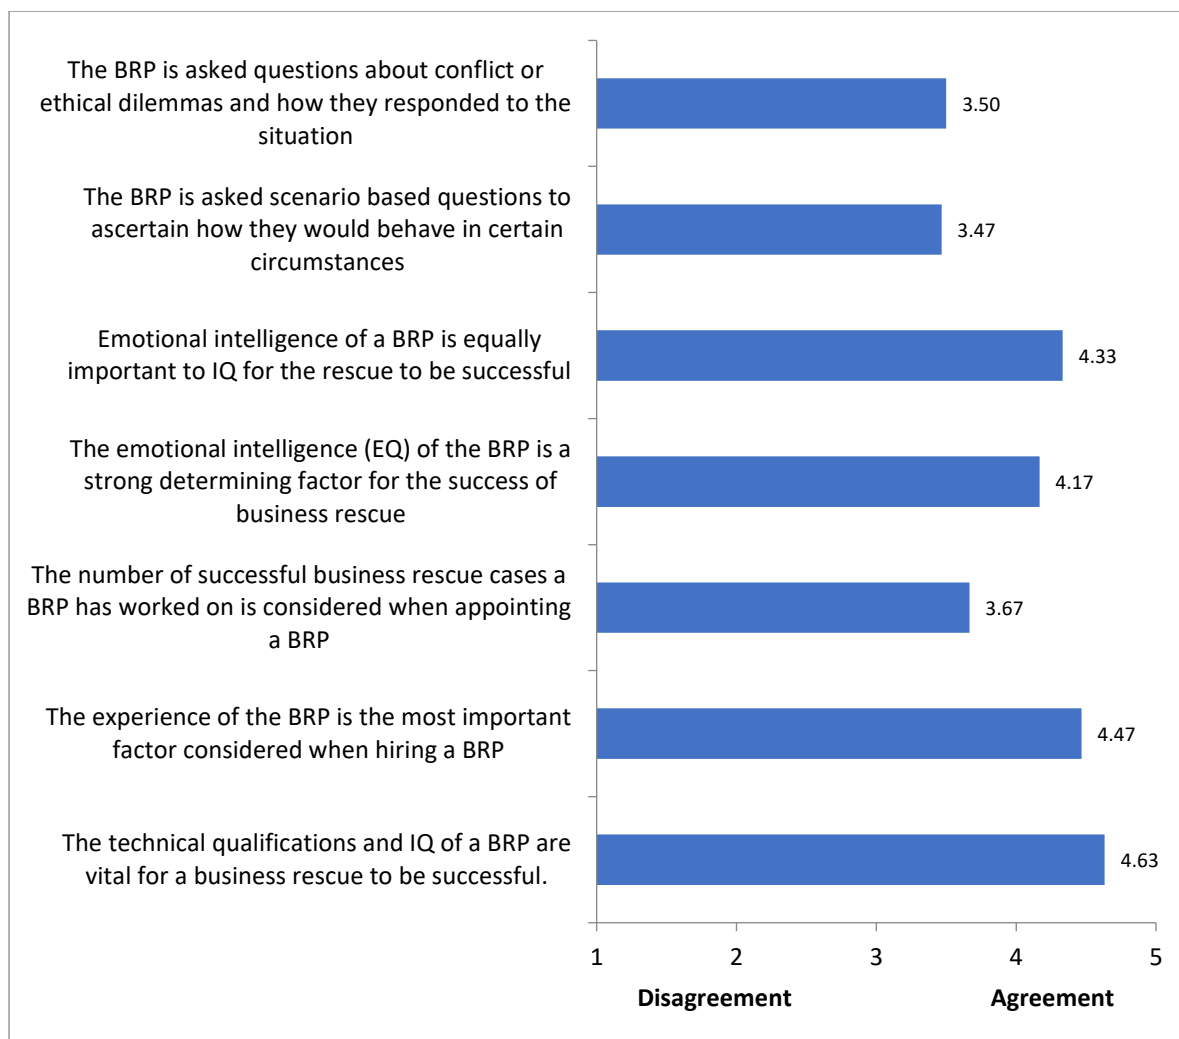 The BRP is asked questions about conflict or
ethical dilemmas and how they responded to the
situation
3.50
The BRP is asked scenario based questions to
ascertain how they would behave in certain
circumstances
3.47
Emotional intelligence of a BRP is equally
important to IQ for the rescue to be successful
4.33
The emotional intelligence (EQ) of the BRP is a
strong determining factor for the success of
business rescue
4.17
The number of successful business rescue cases a
BRP has worked on is considered when appointing
a BRP
3.67
The experience of the BRP is the most important
factor considered when hiring a BRP
4.47
The technical qualifications and IQ of a BRP are
vital for a business rescue to be successful.
4.63
1 2 3 4 5
Disagreement Agreement